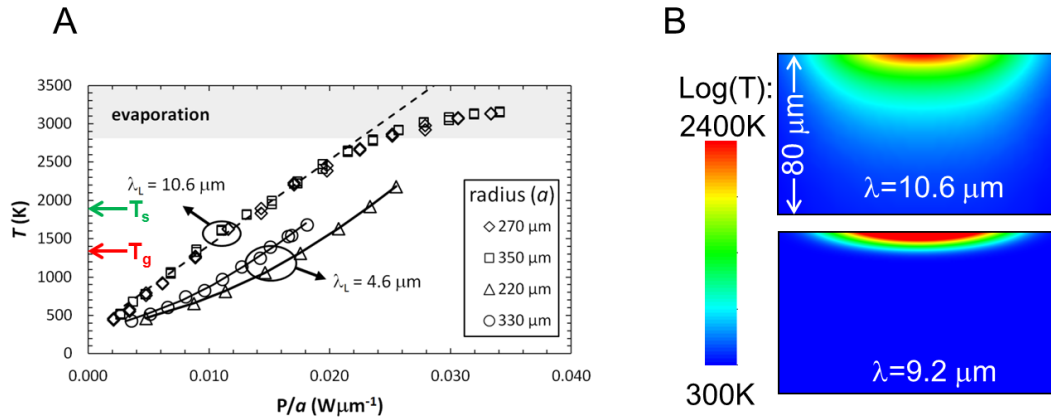 A
T (K)
3500
3000
2500
2000
1500
1000
500
0
evaporation
λL = 10.6 μm
λL = 4.6 μm
Ts
Tg
radius (a)
270 μm
350 μm
220 μm
330 μm
0.000
0.010
0.020
0.030
0.040
P/a (Wμm-1)
B
Log(T):
2400K
300K
80 μm
λ=10.6 μm
λ=9.2 μm